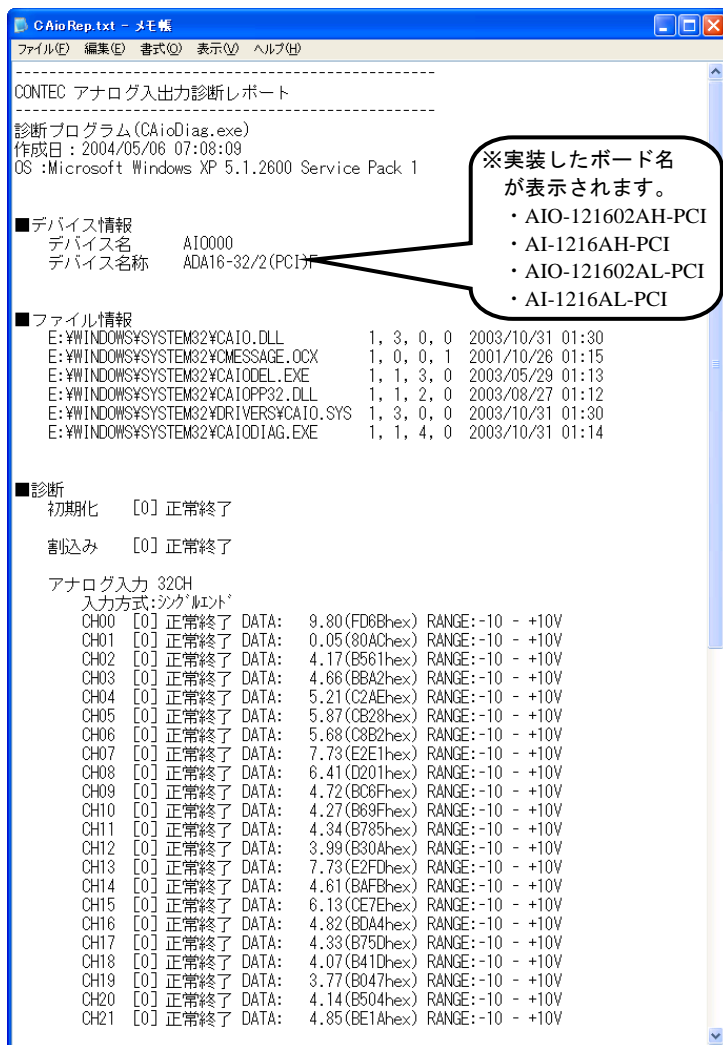 CAioRep.txt - メモ帳
ファイル(F) 編集(E) 書式(O) 表示(V) ヘルプ(H)
--------------------------------------------------
CONTEC アナログ入出力診断レポート
--------------------------------------------------
診断プログラム(CAioDiag.exe)
作成日：2004/05/06 07:08:09
OS :Microsoft Windows XP 5.1.2600 Service Pack 1
※実装したボード名
が表示されます。
・AIO-121602AH-PCI
・AI-1216AH-PCI
・AIO-121602AL-PCI
・AI-1216AL-PCI
■デバイス情報
デバイス名 AIO000
デバイス名称 ADA16-32/2(PCI)F
■ファイル情報
E:¥WINDOWS¥SYSTEM32¥CAIO.DLL 1, 3, 0, 0 2003/10/31 01:30
E:¥WINDOWS¥SYSTEM32¥CMESSAGE.OCX 1, 0, 0, 1 2001/10/26 01:15
E:¥WINDOWS¥SYSTEM32¥CAIODEL.EXE 1, 1, 3, 0 2003/05/29 01:13
E:¥WINDOWS¥SYSTEM32¥CAIOPP32.DLL 1, 1, 2, 0 2003/08/27 01:12
E:¥WINDOWS¥SYSTEM32¥DRIVERS¥CAIO.SYS 1, 3, 0, 0 2003/10/31 01:30
E:¥WINDOWS¥SYSTEM32¥CAIODIAG.EXE 1, 1, 4, 0 2003/10/31 01:14
■診断
初期化 [0] 正常終了
割込み [0] 正常終了
アナログ入力 32CH
入力方式:ｼﾝｸﾞﾙｴﾝﾄﾞ
CH00 [0] 正常終了 DATA: 9.80(FD6Bhex) RANGE:-10 - +10V
CH01 [0] 正常終了 DATA: 0.05(80AChex) RANGE:-10 - +10V
CH02 [0] 正常終了 DATA: 4.17(B561hex) RANGE:-10 - +10V
CH03 [0] 正常終了 DATA: 4.66(BBA2hex) RANGE:-10 - +10V
CH04 [0] 正常終了 DATA: 5.21(C2AEhex) RANGE:-10 - +10V
CH05 [0] 正常終了 DATA: 5.87(CB28hex) RANGE:-10 - +10V
CH06 [0] 正常終了 DATA: 5.68(C8B2hex) RANGE:-10 - +10V
CH07 [0] 正常終了 DATA: 7.73(E2E1hex) RANGE:-10 - +10V
CH08 [0] 正常終了 DATA: 6.41(D201hex) RANGE:-10 - +10V
CH09 [0] 正常終了 DATA: 4.72(BC6Fhex) RANGE:-10 - +10V
CH10 [0] 正常終了 DATA: 4.27(B69Fhex) RANGE:-10 - +10V
CH11 [0] 正常終了 DATA: 4.34(B785hex) RANGE:-10 - +10V
CH12 [0] 正常終了 DATA: 3.99(B30Ahex) RANGE:-10 - +10V
CH13 [0] 正常終了 DATA: 7.73(E2FDhex) RANGE:-10 - +10V
CH14 [0] 正常終了 DATA: 4.61(BAFBhex) RANGE:-10 - +10V
CH15 [0] 正常終了 DATA: 6.13(CE7Ehex) RANGE:-10 - +10V
CH16 [0] 正常終了 DATA: 4.82(BDA4hex) RANGE:-10 - +10V
CH17 [0] 正常終了 DATA: 4.33(B75Dhex) RANGE:-10 - +10V
CH18 [0] 正常終了 DATA: 4.07(B41Dhex) RANGE:-10 - +10V
CH19 [0] 正常終了 DATA: 3.77(B047hex) RANGE:-10 - +10V
CH20 [0] 正常終了 DATA: 4.14(B504hex) RANGE:-10 - +10V
CH21 [0] 正常終了 DATA: 4.85(BE1Ahex) RANGE:-10 - +10V